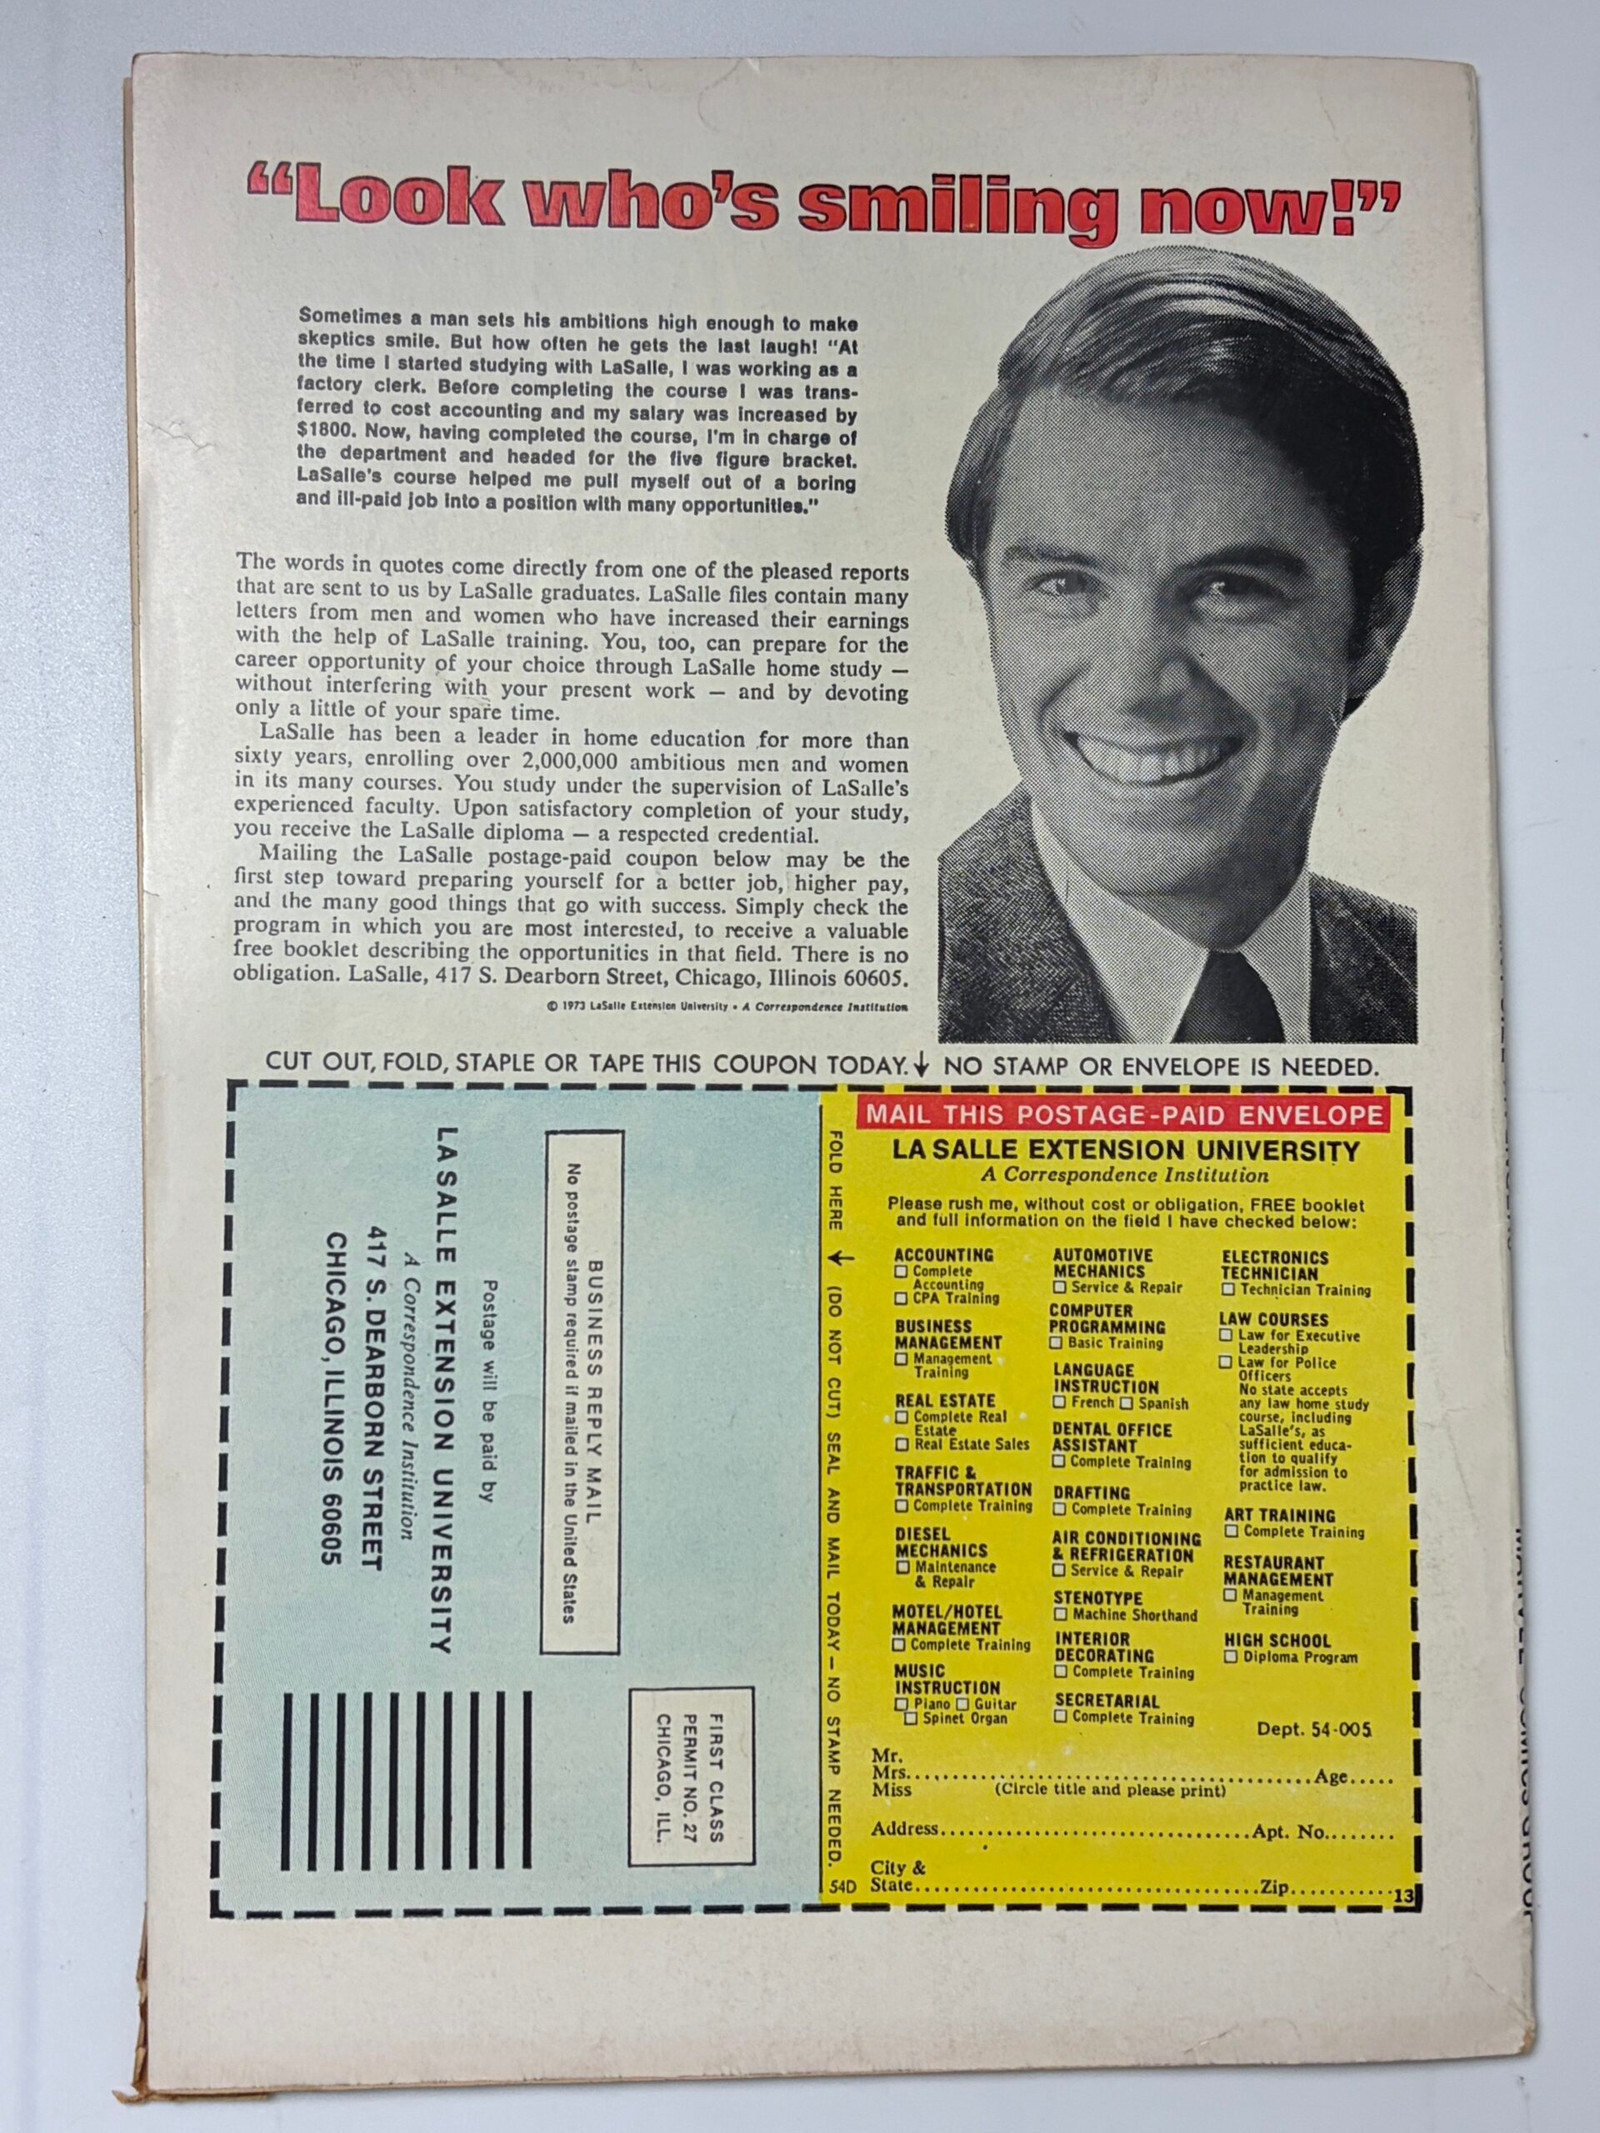 “Look who’s smiling now!”
Sometimes a man sets his ambitions high enough to make
skeptics smile. But how often he gets the last laugh! "At
the time I started studying with LaSalle, I was working as a
factory clerk. Before completing the course I was trans-
ferred to cost accounting and my salary was increased by
$1800. Now, having completed the course, I'm in charge of
the department and headed for the five figure bracket.
LaSalle's course helped me pull myself out of a boring
and ill-paid job into a position with many opportunities."
The words in quotes come directly from one of the pleased reports
that are sent to us by LaSalle graduates. LaSalle files contain many
letters from men and women who have increased their earnings
with the help of LaSalle training. You, too, can prepare for the
career opportunity of your choice through LaSalle home study —
without interfering with your present work — and by devoting
only a little of your spare time.
LaSalle has been a leader in home education for more than
sixty years, enrolling over 2,000,000 ambitious men and women
in its many courses. You study under the supervision of LaSalle's
experienced faculty. Upon satisfactory completion of your study,
you receive the LaSalle diploma — a respected credential.
Mailing the LaSalle postage-paid coupon below may be the
first step toward preparing yourself for a better job, higher pay,
and the many good things that go with success. Simply check the
program in which you are most interested, to receive a valuable
free booklet describing the opportunities in that field. There is no
obligation. LaSalle, 417 S. Dearborn Street, Chicago, Illinois 60605.
© 1973 LaSalle Extension University • A Correspondence Institution
CUT OUT, FOLD, STAPLE OR TAPE THIS COUPON TODAY. ↓ NO STAMP OR ENVELOPE IS NEEDED.
FIRST CLASS
PERMIT NO. 27
CHICAGO, ILL.
BUSINESS REPLY MAIL
No postage stamp required if mailed in the United States
Postage will be paid by
LA SALLE EXTENSION UNIVERSITY
A Correspondence Institution
417 S. DEARBORN STREET
CHICAGO, ILLINOIS 60605
FOLD HERE ↓ (DO NOT CUT) SEAL AND MAIL TODAY — NO STAMP NEEDED.
54D
MAIL THIS POSTAGE-PAID ENVELOPE
LA SALLE EXTENSION UNIVERSITY
A Correspondence Institution
Please rush me, without cost or obligation, FREE booklet
and full information on the field I have checked below:
ACCOUNTING
☐ Complete
Accounting
☐ CPA Training
BUSINESS
MANAGEMENT
☐ Management
Training
REAL ESTATE
☐ Complete Real
Estate
☐ Real Estate Sales
TRAFFIC &
TRANSPORTATION
☐ Complete Training
DIESEL
MECHANICS
☐ Maintenance
& Repair
MOTEL/HOTEL
MANAGEMENT
☐ Complete Training
MUSIC
INSTRUCTION
☐ Piano ☐ Guitar
☐ Spinet Organ
AUTOMOTIVE
MECHANICS
☐ Service & Repair
COMPUTER
PROGRAMMING
☐ Basic Training
LANGUAGE
INSTRUCTION
☐ French ☐ Spanish
DENTAL OFFICE
ASSISTANT
☐ Complete Training
DRAFTING
☐ Complete Training
AIR CONDITIONING
& REFRIGERATION
☐ Service & Repair
STENOTYPE
☐ Machine Shorthand
INTERIOR
DECORATING
☐ Complete Training
SECRETARIAL
☐ Complete Training
ELECTRONICS
TECHNICIAN
☐ Technician Training
LAW COURSES
☐ Law for Executive
Leadership
☐ Law for Police
Officers
No state accepts
any law home study
course, including
LaSalle's, as
sufficient educa-
tion to qualify
for admission to
practice law.
ART TRAINING
☐ Complete Training
RESTAURANT
MANAGEMENT
☐ Management
Training
HIGH SCHOOL
☐ Diploma Program
Dept. 54-005
Mr.
Mrs. Age
Miss (Circle title and please print)
Address Apt. No.
City &
State Zip
13